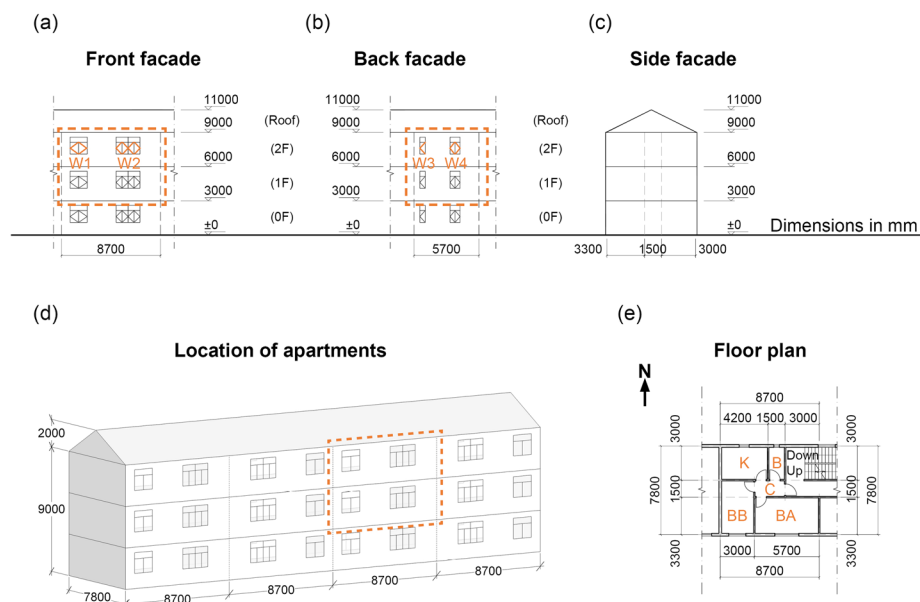 (a)
Front facade
11000
9000
6000
3000
±0
W1
W2
8700
(Roof)
(2F)
(1F)
(0F)
(b)
Back facade
11000
9000
6000
3000
±0
W3
W4
5700
(Roof)
(2F)
(1F)
(0F)
(c)
Side facade
11000
9000
6000
3000
±0
3300
1500
3000
Dimensions in mm
(d)
Location of apartments
2000
9000
7800
8700
8700
8700
8700
(e)
Floor plan
N
8700
4200 1500 3000
3000
1500
3300
7800
K
B
Down
Up
C
BB
BA
3000
1500
3300
7800
3000
5700
8700